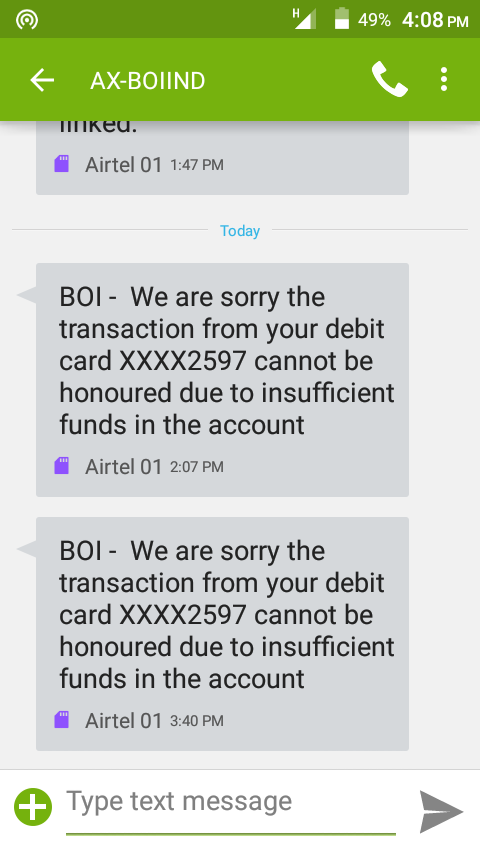 H 49% 4:08 PM
AX-BOIIND
linked.
Airtel 01 1:47 PM
Today
BOI - We are sorry the
transaction from your debit
card XXXX2597 cannot be
honoured due to insufficient
funds in the account
Airtel 01 2:07 PM
BOI - We are sorry the
transaction from your debit
card XXXX2597 cannot be
honoured due to insufficient
funds in the account
Airtel 01 3:40 PM
Type text message